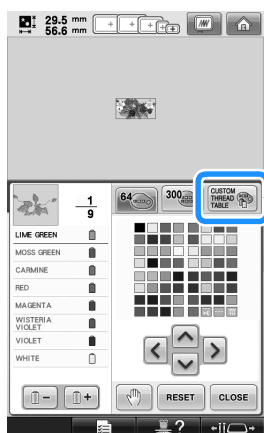 29.5 mm
56.6 mm
1
9
64
300
CUSTOM
THREAD
TABLE
LIME GREEN
MOSS GREEN
CARMINE
RED
MAGENTA
WISTERIA
VIOLET
VIOLET
WHITE
−
+
RESET
CLOSE
?